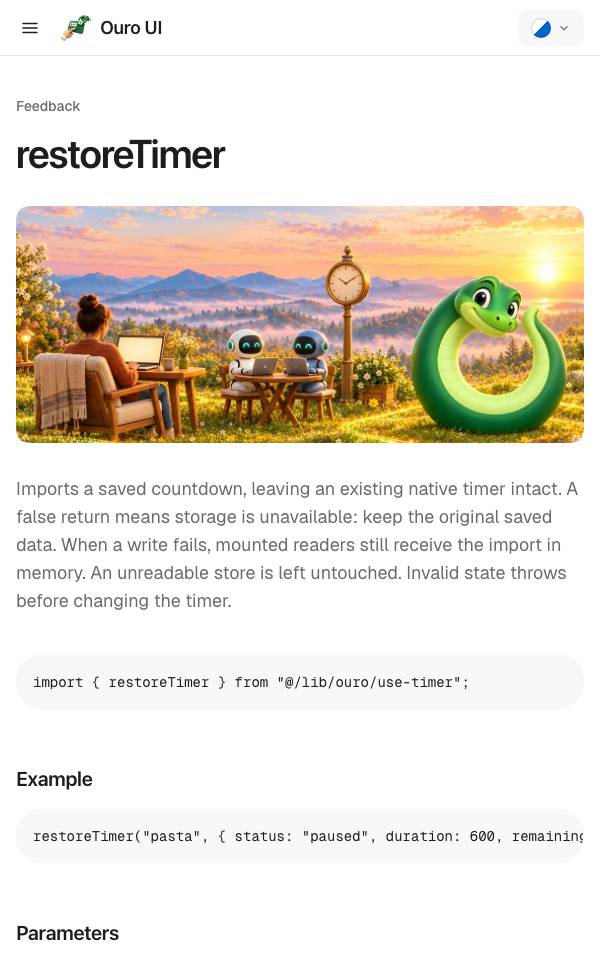 Ouro UI
Feedback
restoreTimer
Imports a saved countdown, leaving an existing native timer intact. A
false return means storage is unavailable: keep the original saved
data. When a write fails, mounted readers still receive the import in
memory. An unreadable store is left untouched. Invalid state throws
before changing the timer.
import { restoreTimer } from "@/lib/ouro/use-timer";
Example
restoreTimer("pasta", { status: "paused", duration: 600, remaining
Parameters